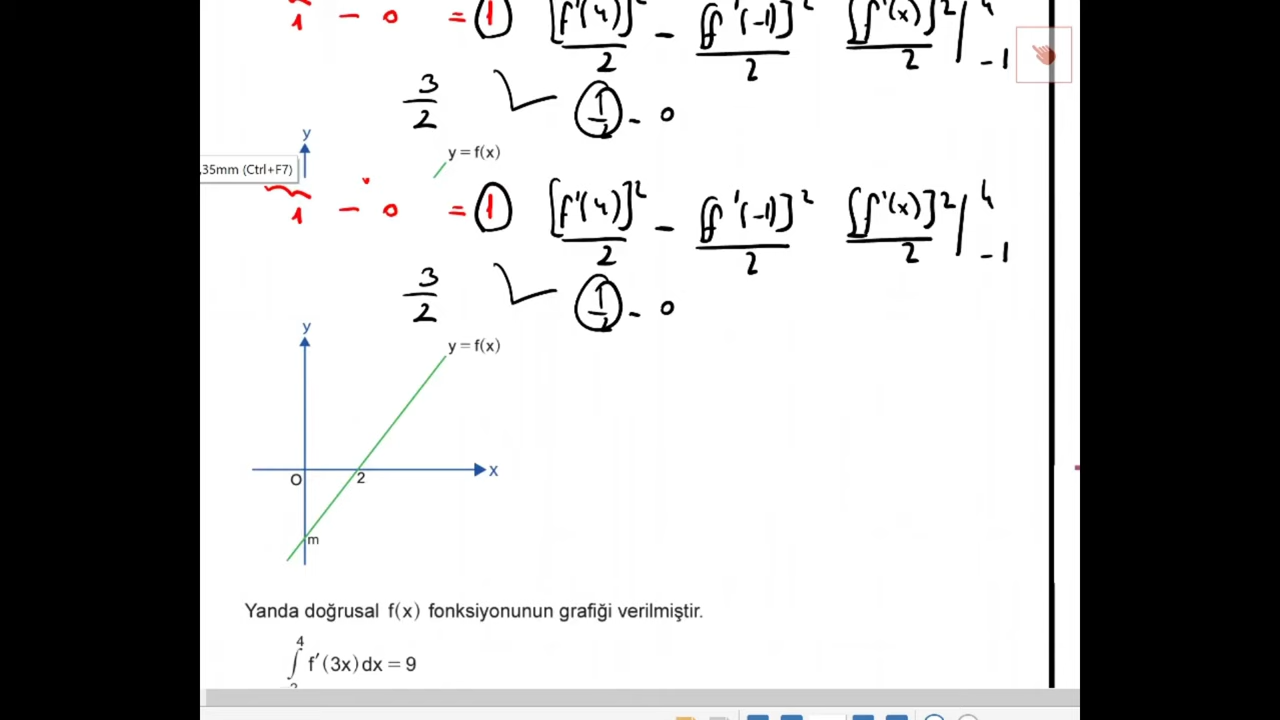 1 - 0 = 1 [f'(4)]²/2 - [f'(-1)]²/2 [f'(x)]²/2 | 4 -1
3/2 1/2 - 0
y
y = f(x)
,35mm (Ctrl+F7)
1 - 0 = 1 [f'(4)]²/2 - [f'(-1)]²/2 [f'(x)]²/2 | 4 -1
3/2 1/2 - 0
y
y = f(x)
O 2 x
m
Yanda doğrusal f(x) fonksiyonunun grafiği verilmiştir.
4
∫ f′(3x) dx = 9